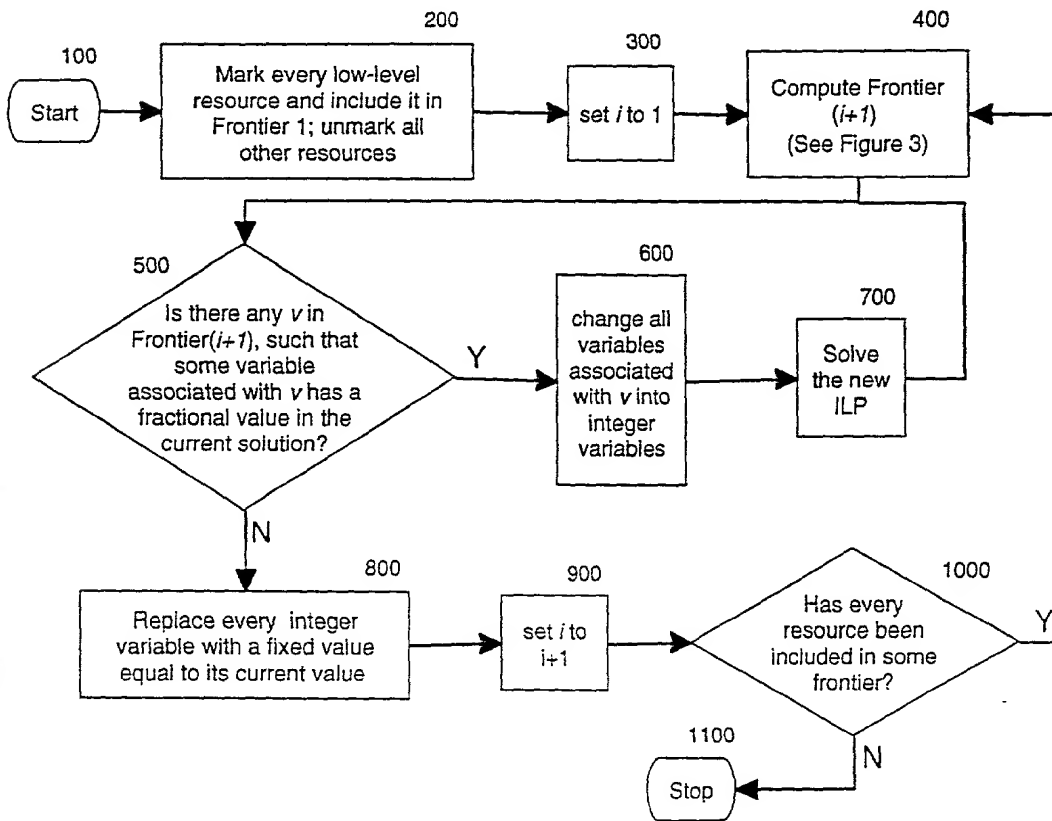 100
Start
200
Mark every low-level
resource and include it in
Frontier 1; unmark all
other resources
300
set i to 1
400
Compute Frontier
(i+1)
(See Figure 3)
500
Is there any v in
Frontier(i+1), such that
some variable
associated with v has a
fractional value in the
current solution?
Y
N
600
change all
variables
associated
with v into
integer
variables
700
Solve
the new
ILP
800
Replace every integer
variable with a fixed value
equal to its current value
900
set i to
i+1
1000
Has every
resource been
included in some
frontier?
Y
N
1100
Stop